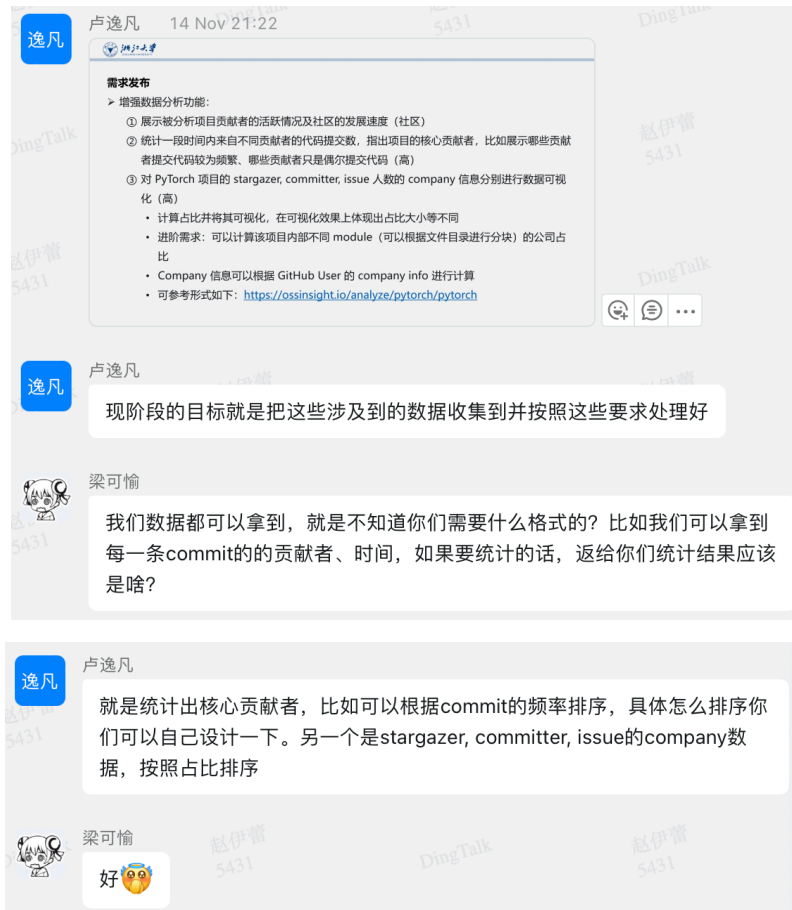 逸凡
卢逸凡 14 Nov 21:22
浙江大学
需求发布
➢ 增强数据分析功能：
① 展示被分析项目贡献者的活跃情况及社区的发展速度（社区）
② 统计一段时间内来自不同贡献者的代码提交数，指出项目的核心贡献者，比如展示哪些贡献
者提交代码较为频繁、哪些贡献者只是偶尔提交代码（高）
③ 对 PyTorch 项目的 stargazer, committer, issue 人数的 company 信息分别进行数据可视
化（高）
• 计算占比并将其可视化，在可视化效果上体现出占比大小等不同
• 进阶需求：可以计算该项目内部不同 module（可以根据文件目录进行分块）的公司占
比
• Company 信息可以根据 GitHub User 的 company info 进行计算
• 可参考形式如下：https://ossinsight.io/analyze/pytorch/pytorch
逸凡
卢逸凡
现阶段的目标就是把这些涉及到的数据收集到并按照这些要求处理好
梁可愉
我们数据都可以拿到，就是不知道你们需要什么格式的？比如我们可以拿到
每一条commit的的贡献者、时间，如果要统计的话，返给你们统计结果应该
是啥？
逸凡
卢逸凡
就是统计出核心贡献者，比如可以根据commit的频率排序，具体怎么排序你
们可以自己设计一下。另一个是stargazer, committer, issue的company数
据，按照占比排序
梁可愉
好
DingTalk
赵伊蕾
5431